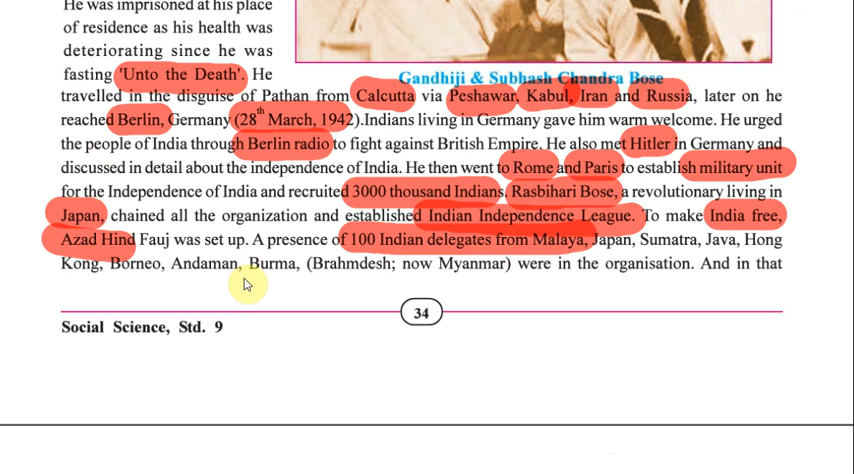 He was imprisoned at his place
of residence as his health was
deteriorating since he was
fasting 'Unto the Death'. He
Gandhiji & Subhash Chandra Bose
travelled in the disguise of Pathan from Calcutta via Peshawar, Kabul, Iran and Russia, later on he
reached Berlin, Germany (28th March, 1942).Indians living in Germany gave him warm welcome. He urged
the people of India through Berlin radio to fight against British Empire. He also met Hitler in Germany and
discussed in detail about the independence of India. He then went to Rome and Paris to establish military unit
for the Independence of India and recruited 3000 thousand Indians. Rasbihari Bose, a revolutionary living in
Japan, chained all the organization and established Indian Independence League. To make India free,
Azad Hind Fauj was set up. A presence of 100 Indian delegates from Malaya, Japan, Sumatra, Java, Hong
Kong, Borneo, Andaman, Burma, (Brahmdesh; now Myanmar) were in the organisation. And in that
34
Social Science, Std. 9